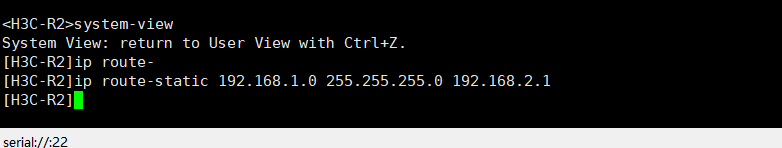 <H3C-R2>system-view
System View: return to User View with Ctrl+Z.
[H3C-R2]ip route-
[H3C-R2]ip route-static 192.168.1.0 255.255.255.0 192.168.2.1
[H3C-R2]
serial://:22